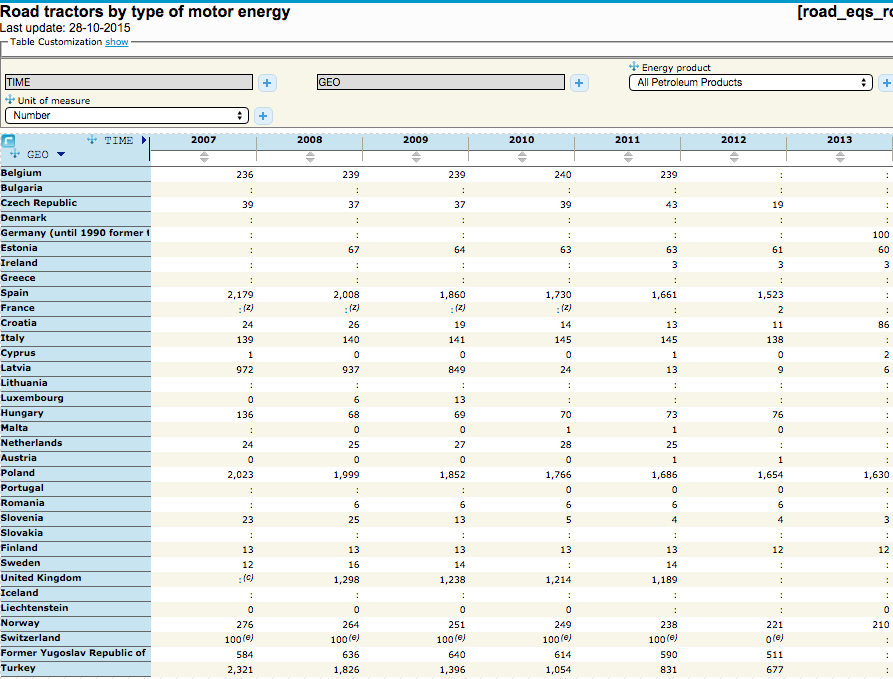 Road tractors by type of motor energy [road_eqs_ro
Last update: 28-10-2015
Table Customization show
TIME + GEO + Energy product
All Petroleum Products +
Unit of measure
Number +
TIME 2007 2008 2009 2010 2011 2012 2013
GEO
Belgium 236 239 239 240 239 : :
Bulgaria : : : : : : :
Czech Republic 39 37 37 39 43 19 :
Denmark : : : : : : :
Germany (until 1990 former t : : : : : : 100
Estonia : 67 64 63 63 61 60
Ireland : : : : 3 3 3
Greece : : : : : : :
Spain 2,179 2,008 1,860 1,730 1,661 1,523 :
France :(z) :(z) :(z) :(z) : 2 :
Croatia 24 26 19 14 13 11 86
Italy 139 140 141 145 145 138 :
Cyprus 1 0 0 0 1 0 2
Latvia 972 937 849 24 13 9 6
Lithuania : : : : : : :
Luxembourg 0 6 13 : : : :
Hungary 136 68 69 70 73 76 :
Malta : 0 0 1 1 0 :
Netherlands 24 25 27 28 25 : :
Austria 0 0 0 0 1 1 :
Poland 2,023 1,999 1,852 1,766 1,686 1,654 1,630
Portugal : : : 0 0 0 :
Romania : 6 6 6 6 6 :
Slovenia 23 25 13 5 4 4 3
Slovakia : : : : : : :
Finland 13 13 13 13 13 12 12
Sweden 12 16 14 : 14 : :
United Kingdom :(c) 1,298 1,238 1,214 1,189 : :
Iceland : : : : : : :
Liechtenstein 0 0 0 0 : : 0
Norway 276 264 251 249 238 221 210
Switzerland 100(e) 100(e) 100(e) 100(e) 100(e) 0(e) :
Former Yugoslav Republic of 584 636 640 614 590 511 :
Turkey 2,321 1,826 1,396 1,054 831 677 :